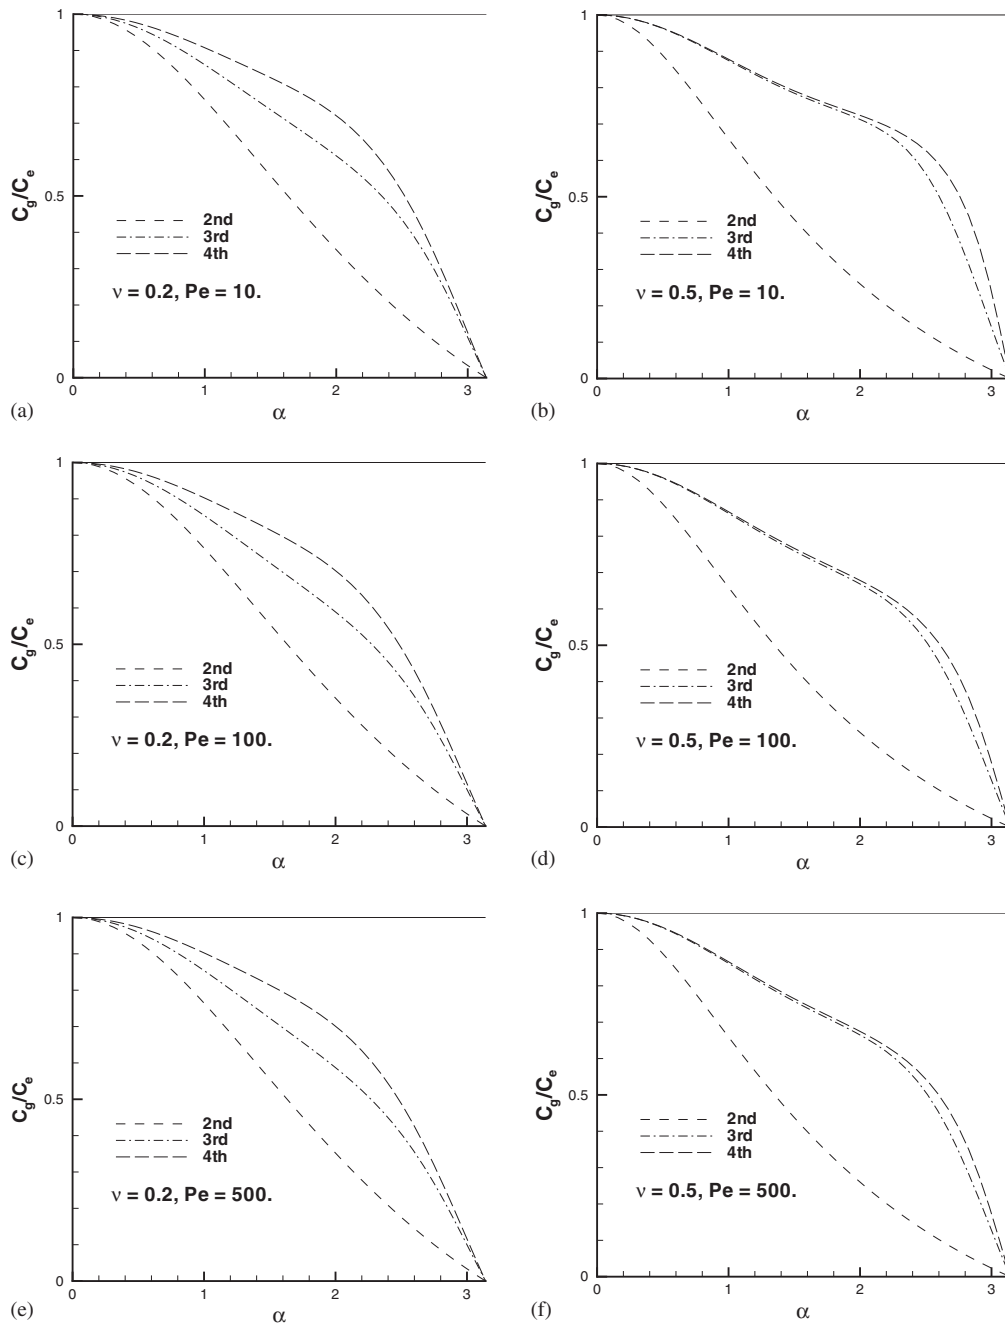 1
0.5
0
C_g/C_e
2nd
3rd
4th
ν = 0.2, Pe = 10.
0 1 2 3
(a)
α
1
0.5
0
C_g/C_e
2nd
3rd
4th
ν = 0.5, Pe = 10.
0 1 2 3
(b)
α
1
0.5
0
C_g/C_e
2nd
3rd
4th
ν = 0.2, Pe = 100.
0 1 2 3
(c)
α
1
0.5
0
C_g/C_e
2nd
3rd
4th
ν = 0.5, Pe = 100.
0 1 2 3
(d)
α
1
0.5
0
C_g/C_e
2nd
3rd
4th
ν = 0.2, Pe = 500.
0 1 2 3
(e)
α
1
0.5
0
C_g/C_e
2nd
3rd
4th
ν = 0.5, Pe = 500.
0 1 2 3
(f)
α